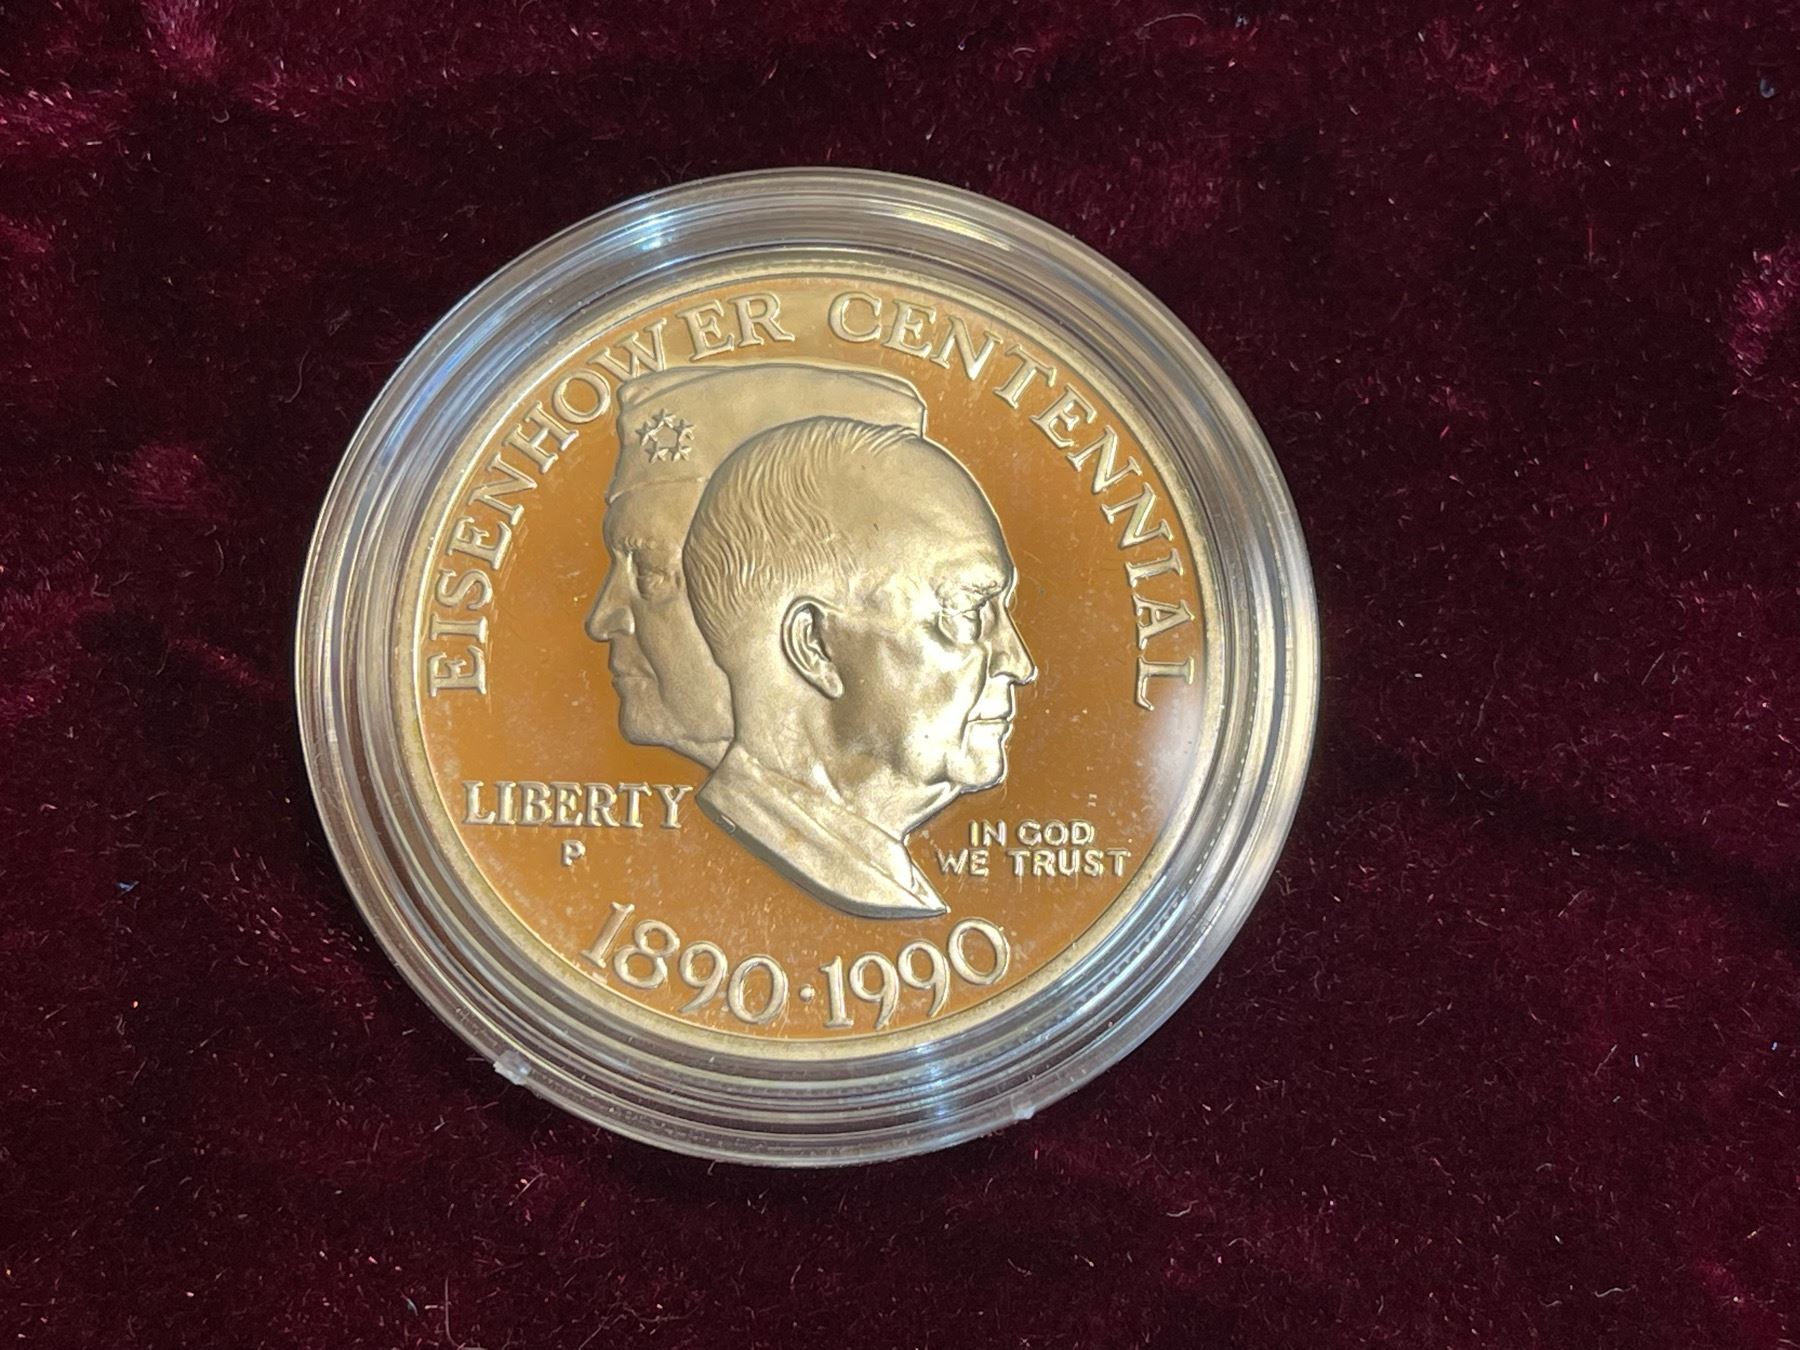 EISENHOWER CENTENNIAL
LIBERTY
P
IN GOD
WE TRUST
1890·1990